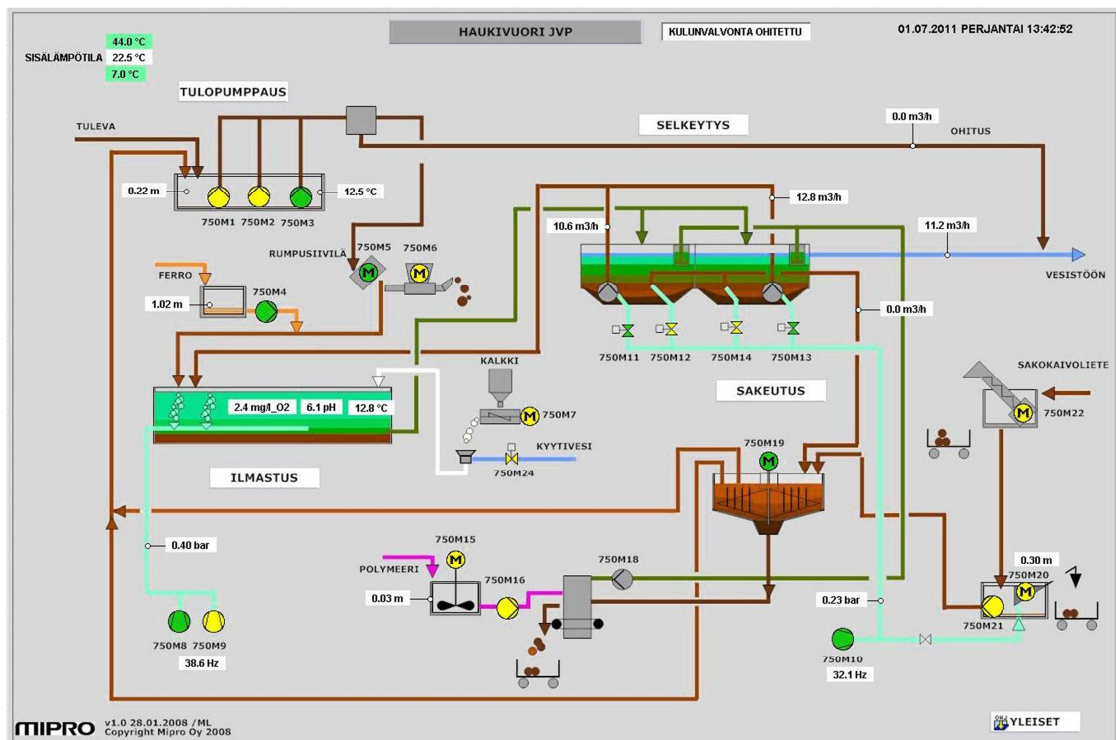 HAUKIVUORI JVP
KULUNVALVONTA OHITETTU
01.07.2011 PERJANTAI 13:42:52
44.0 °C
SISÄLÄMPÖTILA 22.5 °C
7.0 °C
TULOPUMPPAUS
TULEVA
SELKEYTYS
0.0 m3/h
OHITUS
0.22 m
12.5 °C
750M1 750M2 750M3
10.6 m3/h
12.8 m3/h
11.2 m3/h
VESISTÖÖN
RUMPUSIIVILÄ
750M5
M
750M6
M
FERRO
1.02 m
750M4
0.0 m3/h
750M11 750M12 750M14 750M13
KALKKI
M
750M7
2.4 mg/l_O2 6.1 pH 12.8 °C
KYYTIVESI
750M24
SAKEUTUS
SAKOKAIVOLIETE
M
750M22
ILMASTUS
750M19
M
0.40 bar
750M15
M
POLYMEERI
0.03 m
750M16
750M18
0.23 bar
0.30 m
750M20
M
750M21
750M8 750M9
38.6 Hz
750M10
32.1 Hz
MIPRO
v1.0 28.01.2008 /ML
Copyright Mipro Oy 2008
YLEISET